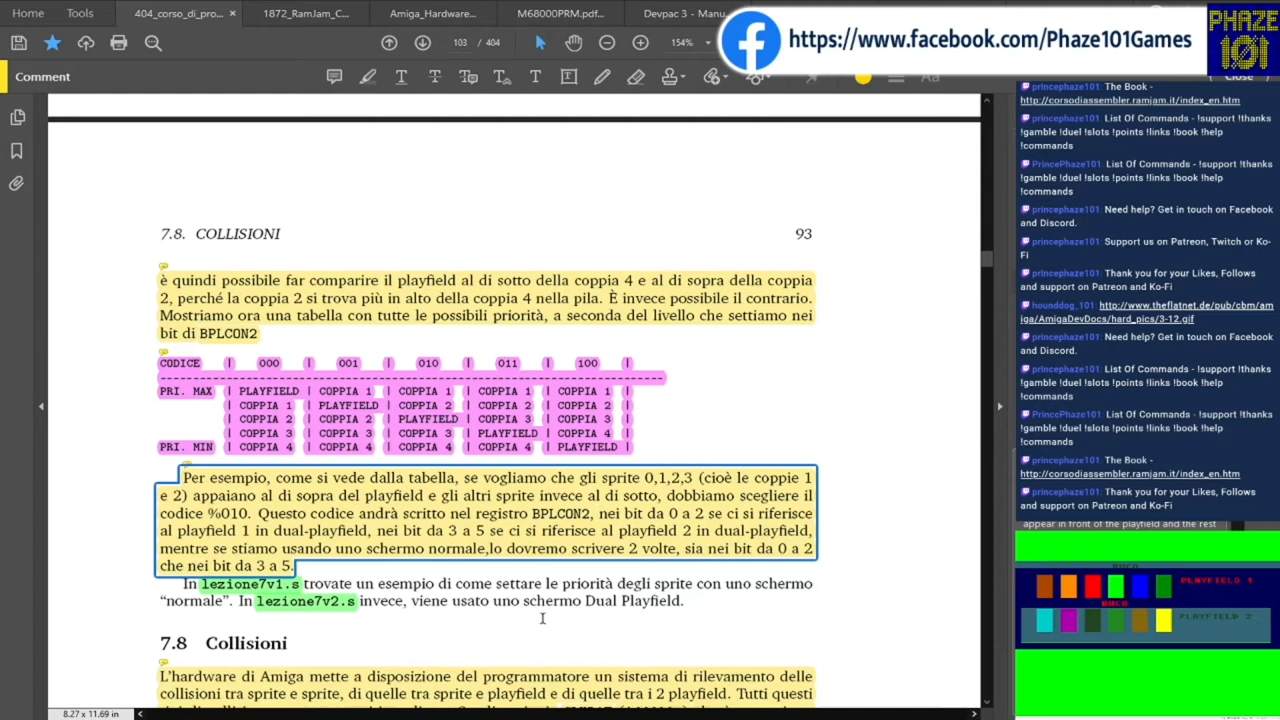 Home Tools 404_corso_di_pro... × 1872_RamJam_C... Amiga_Hardware... M68000PRM.pdf... Devpac 3 - Manu...
https://www.facebook.com/Phaze101Games
PHAZE
101
103 / 404 154%
Comment Close
7.8. COLLISIONI 93
è quindi possibile far comparire il playfield al di sotto della coppia 4 e al di sopra della coppia
2, perché la coppia 2 si trova più in alto della coppia 4 nella pila. È invece possibile il contrario.
Mostriamo ora una tabella con tutte le possibili priorità, a seconda del livello che settiamo nei
bit di BPLCON2
CODICE | 000 | 001 | 010 | 011 | 100 |
PRI. MAX | PLAYFIELD | COPPIA 1 | COPPIA 1 | COPPIA 1 | COPPIA 1 |
| COPPIA 1 | PLAYFIELD | COPPIA 2 | COPPIA 2 | COPPIA 2 |
| COPPIA 2 | COPPIA 2 | PLAYFIELD | COPPIA 3 | COPPIA 3 |
| COPPIA 3 | COPPIA 3 | COPPIA 3 | PLAYFIELD | COPPIA 4 |
PRI. MIN | COPPIA 4 | COPPIA 4 | COPPIA 4 | COPPIA 4 | PLAYFIELD |
Per esempio, come si vede dalla tabella, se vogliamo che gli sprite 0,1,2,3 (cioè le coppie 1
e 2) appaiano al di sopra del playfield e gli altri sprite invece al di sotto, dobbiamo scegliere il
codice %010. Questo codice andrà scritto nel registro BPLCON2, nei bit da 0 a 2 se ci si riferisce
al playfield 1 in dual-playfield, nei bit da 3 a 5 se ci si riferisce al playfield 2 in dual-playfield,
mentre se stiamo usando uno schermo normale,lo dovremo scrivere 2 volte, sia nei bit da 0 a 2
che nei bit da 3 a 5.
In lezione7v1.s trovate un esempio di come settare le priorità degli sprite con uno schermo
“normale”. In lezione7v2.s invece, viene usato uno schermo Dual Playfield.
7.8 Collisioni
L’hardware di Amiga mette a disposizione del programmatore un sistema di rilevamento delle
collisioni tra sprite e sprite, di quelle tra sprite e playfield e di quelle tra i 2 playfield. Tutti questi
8.27 x 11.69 in
princephaze101: The Book -
http://corsodiassembler.ramjam.it/index_en.htm
princephaze101: List Of Commands - !support !thanks
!gamble !duel !slots !points !links !book !help
!commands
PrincePhaze101: List Of Commands - !support !thanks
!gamble !duel !slots !points !links !book !help
!commands
princephaze101: Need help? Get in touch on Facebook
and Discord.
princephaze101: Support us on Patreon, Twitch or Ko-
Fi
princephaze101: Thank you for your Likes, Follows
and support on Patreon and Ko-Fi
hounddog_101: http://www.theflatnet.de/pub/cbm/am
iga/AmigaDevDocs/hard_pics/3-12.gif
princephaze101: Need help? Get in touch on Facebook
and Discord.
princephaze101: List Of Commands - !support !thanks
!gamble !duel !slots !points !links !book !help
!commands
PrincePhaze101: List Of Commands - !support !thanks
!gamble !duel !slots !points !links !book !help
!commands
princephaze101: The Book -
http://corsodiassembler.ramjam.it/index_en.htm
princephaze101: Thank you for your Likes, Follows
and support on Patreon and Ko-Fi
appear in front of the playfield and the rest
BUCO
PLAYFIELD 1
BUCO
PLAYFIELD 2